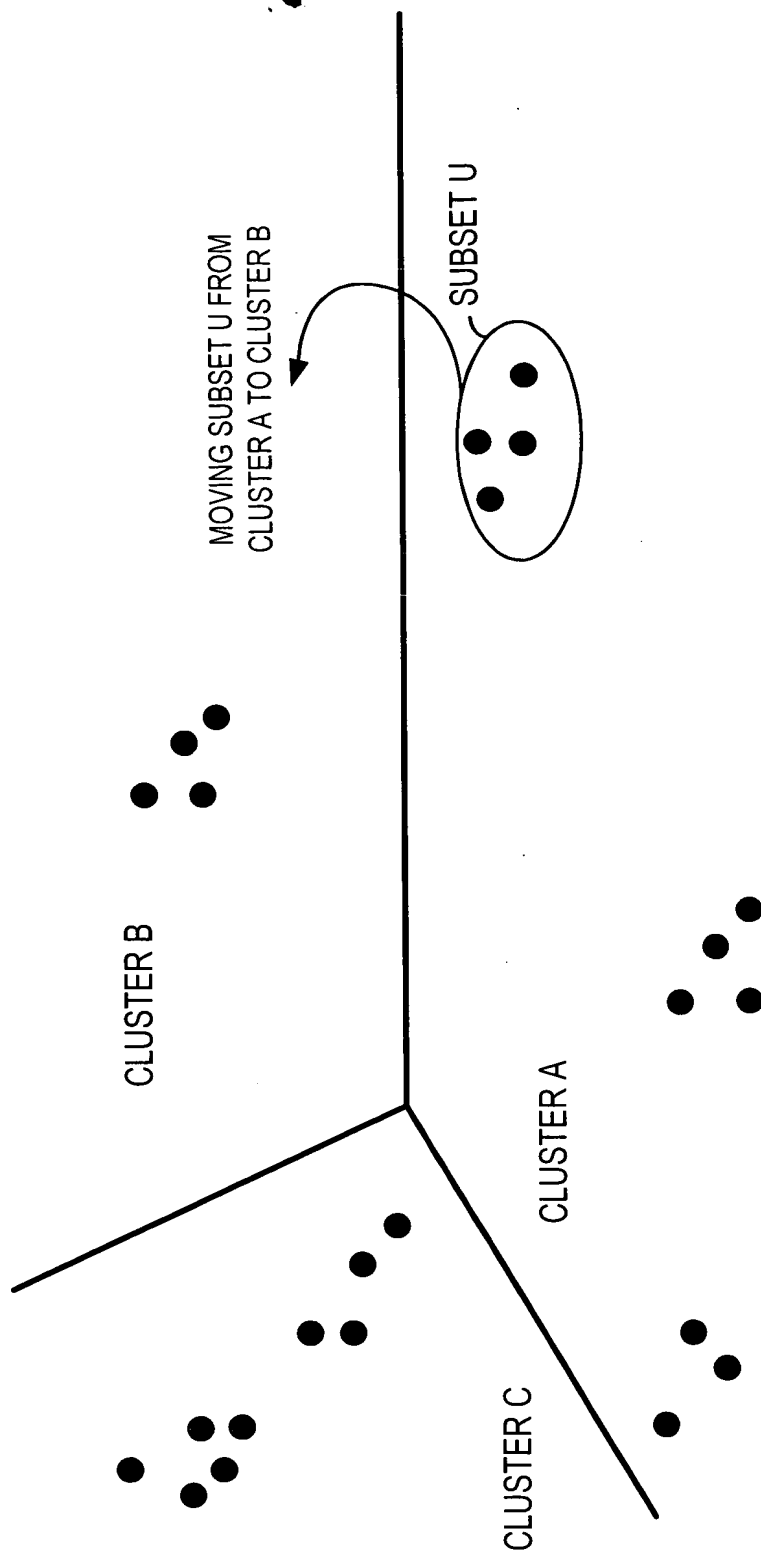 MOVING SUBSET U FROM
CLUSTER A TO CLUSTER B
SUBSET U
CLUSTER B
CLUSTER A
CLUSTER C